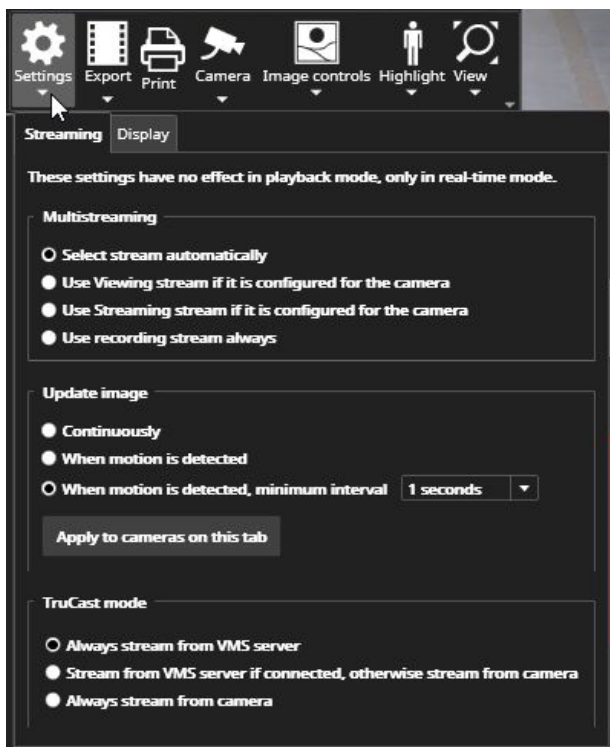 Settings Export Print Camera Image controls Highlight View
Streaming Display
These settings have no effect in playback mode, only in real-time mode.
Multistreaming
Select stream automatically
Use Viewing stream if it is configured for the camera
Use Streaming stream if it is configured for the camera
Use recording stream always
Update image
Continuously
When motion is detected
When motion is detected, minimum interval 1 seconds
Apply to cameras on this tab
TruCast mode
Always stream from VMS server
Stream from VMS server if connected, otherwise stream from camera
Always stream from camera